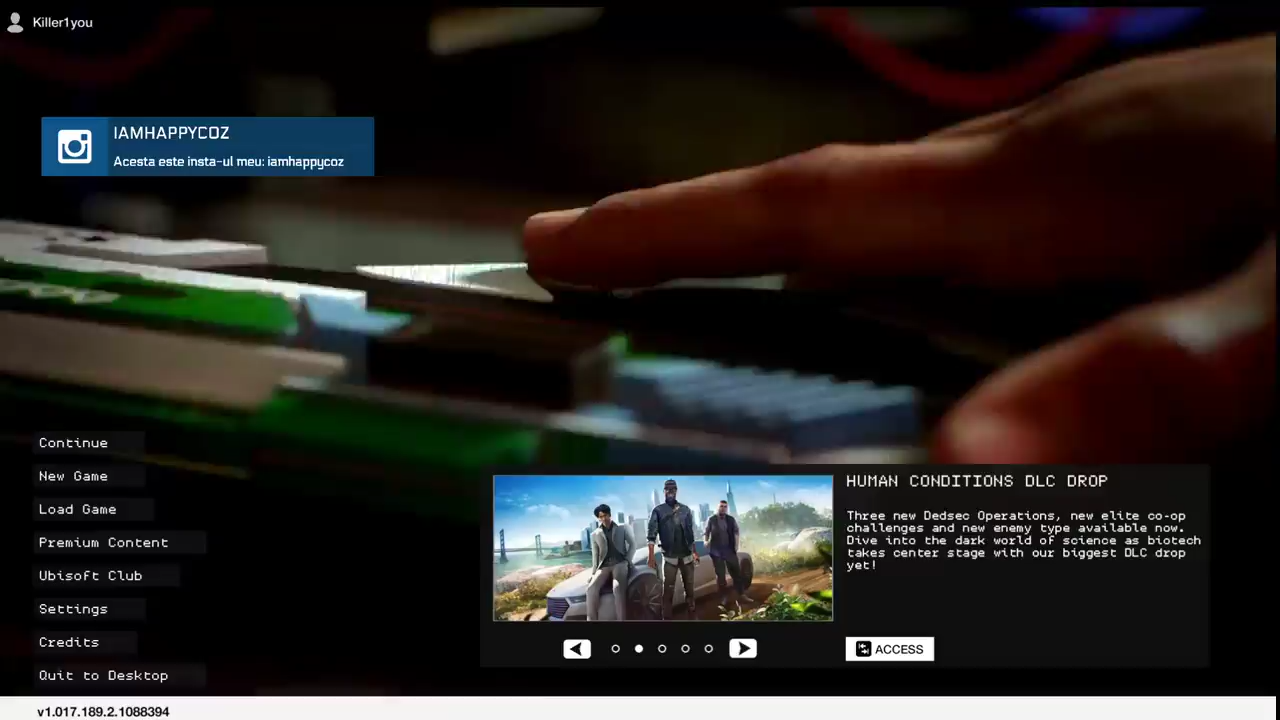 Killer1you
IAMHAPPYCOZ
Acesta este insta-ul meu: iamhappycoz
Continue
New Game
Load Game
Premium Content
Ubisoft Club
Settings
Credits
Quit to Desktop
HUMAN CONDITIONS DLC DROP
Three new Dedsec Operations, new elite co-op
challenges and new enemy type available now.
Dive into the dark world of science as biotech
takes center stage with our biggest DLC drop
yet!
ACCESS
v1.017.189.2.1088394